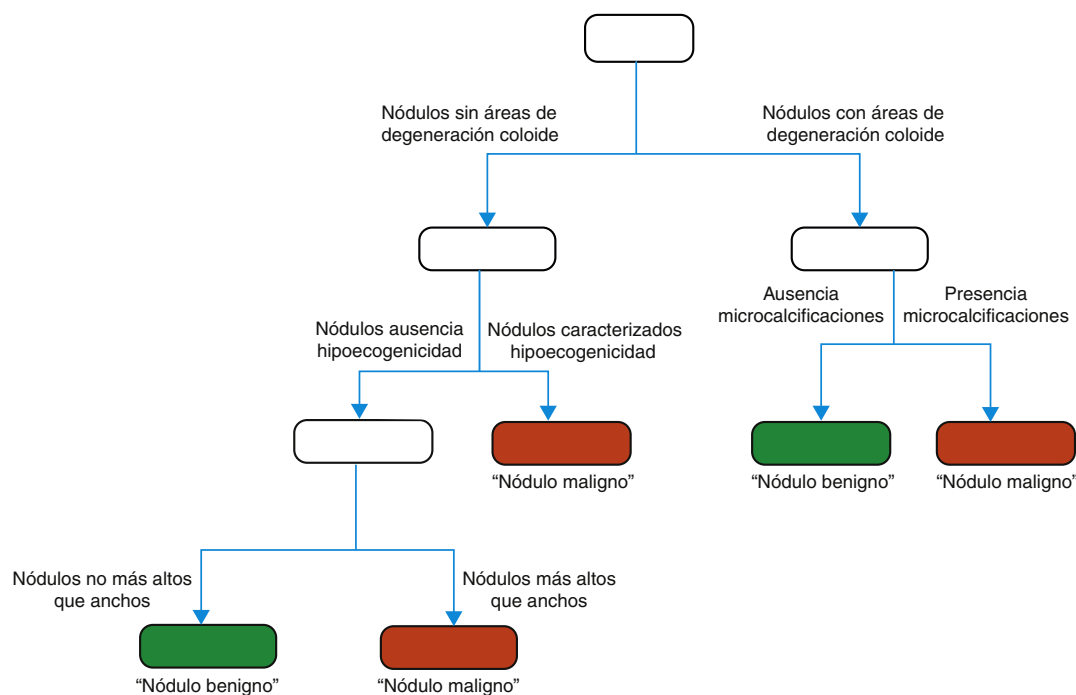 Nódulos sin áreas de
degeneración coloide
Nódulos con áreas de
degeneración coloide
Nódulos ausencia
hipoecogenicidad
Nódulos caracterizados
hipoecogenicidad
Ausencia
microcalcificaciones
Presencia
microcalcificaciones
“Nódulo maligno”
“Nódulo benigno”
“Nódulo maligno”
Nódulos no más altos
que anchos
Nódulos más altos
que anchos
“Nódulo benigno”
“Nódulo maligno”